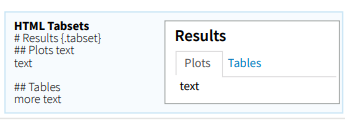 HTML Tabsets
# Results {.tabset}
## Plots text
text
## Tables
more text
Results
Plots Tables
text